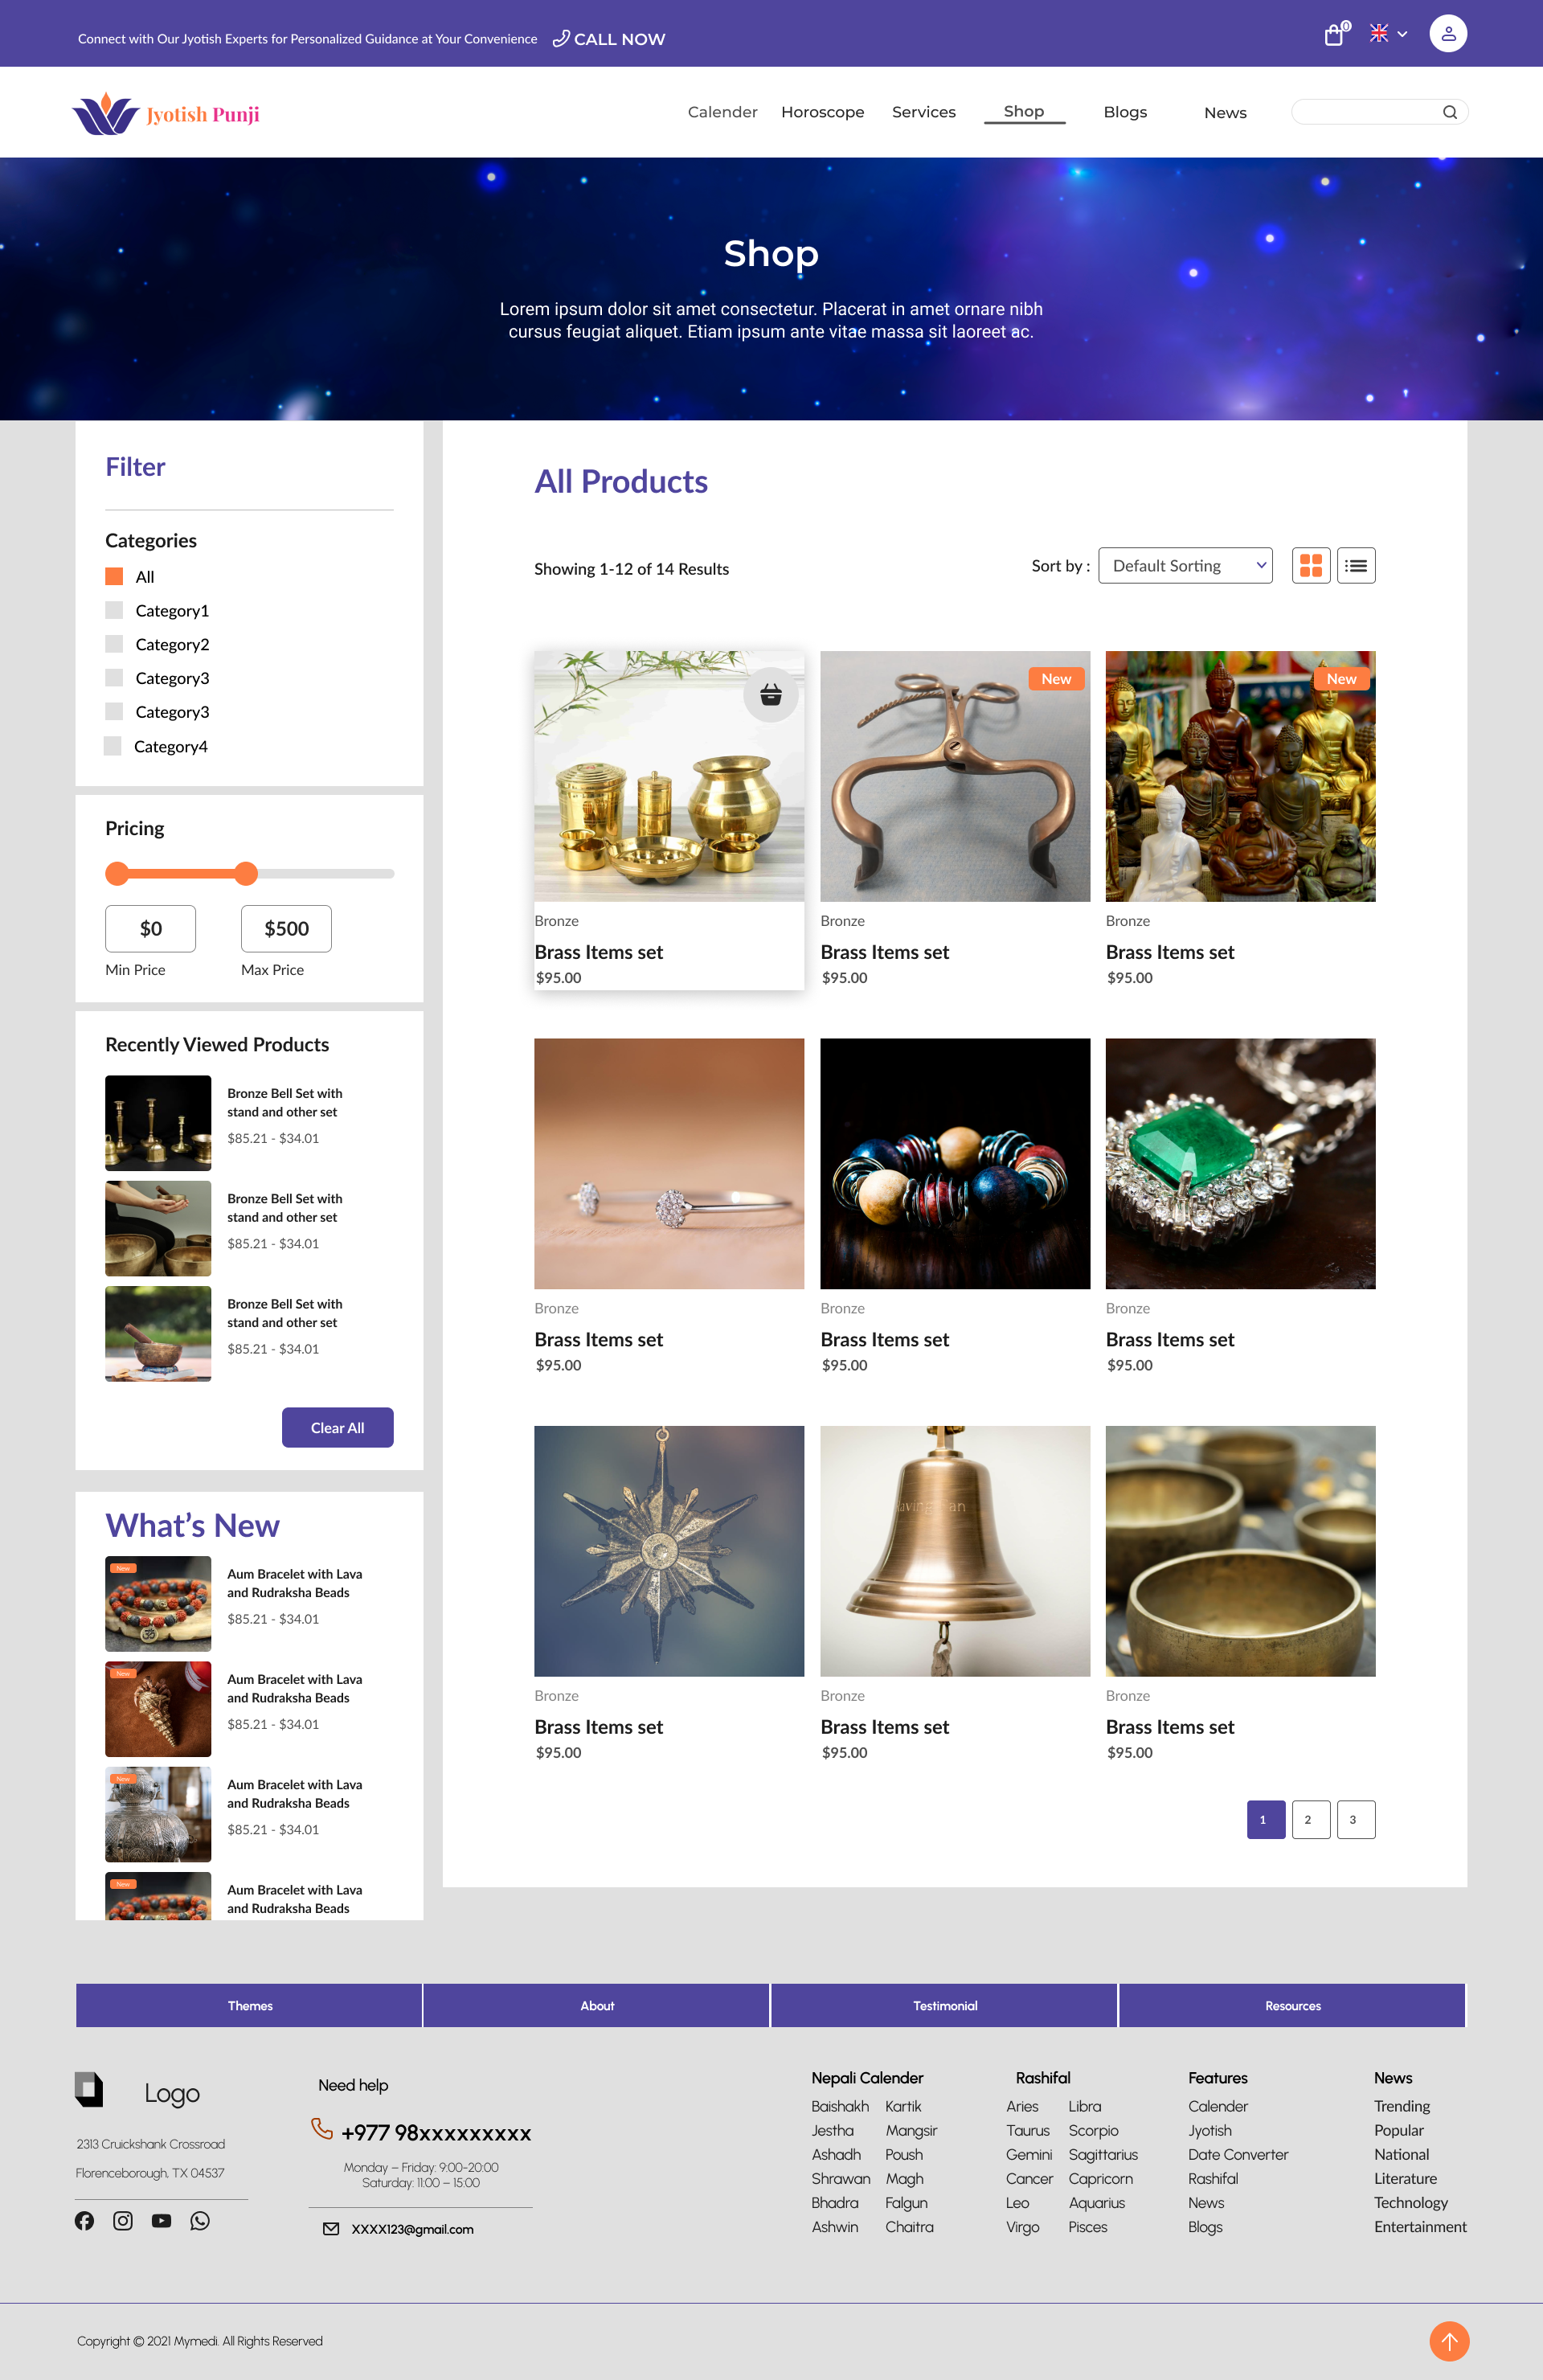 Connect with Our Jyotish Experts for Personalized Guidance at Your Convenience CALL NOW
0
Jyotish Punji
Calender Horoscope Services Shop Blogs News
Shop
Lorem ipsum dolor sit amet consectetur. Placerat in amet ornare nibh
cursus feugiat aliquet. Etiam ipsum ante vitae massa sit laoreet ac.
Filter
Categories
All
Category1
Category2
Category3
Category3
Category4
Pricing
$0 $500
Min Price Max Price
Recently Viewed Products
Bronze Bell Set with
stand and other set
$85.21 - $34.01
Bronze Bell Set with
stand and other set
$85.21 - $34.01
Bronze Bell Set with
stand and other set
$85.21 - $34.01
Clear All
What's New
New
Aum Bracelet with Lava
and Rudraksha Beads
$85.21 - $34.01
New
Aum Bracelet with Lava
and Rudraksha Beads
$85.21 - $34.01
New
Aum Bracelet with Lava
and Rudraksha Beads
$85.21 - $34.01
New
Aum Bracelet with Lava
and Rudraksha Beads
All Products
Showing 1-12 of 14 Results
Sort by : Default Sorting
New New
Bronze Bronze Bronze
Brass Items set Brass Items set Brass Items set
$95.00 $95.00 $95.00
Bronze Bronze Bronze
Brass Items set Brass Items set Brass Items set
$95.00 $95.00 $95.00
Bronze Bronze Bronze
Brass Items set Brass Items set Brass Items set
$95.00 $95.00 $95.00
1 2 3
Themes About Testimonial Resources
Logo
2313 Cruickshank Crossroad
Florenceborough, TX 04537
Need help
+977 98xxxxxxxxx
Monday – Friday: 9:00-20:00
Saturday: 11:00 – 15:00
XXXX123@gmail.com
Nepali Calender
Baishakh Kartik
Jestha Mangsir
Ashadh Poush
Shrawan Magh
Bhadra Falgun
Ashwin Chaitra
Rashifal
Aries Libra
Taurus Scorpio
Gemini Sagittarius
Cancer Capricorn
Leo Aquarius
Virgo Pisces
Features
Calender
Jyotish
Date Converter
Rashifal
News
Blogs
News
Trending
Popular
National
Literature
Technology
Entertainment
Copyright © 2021 Mymedi. All Rights Reserved